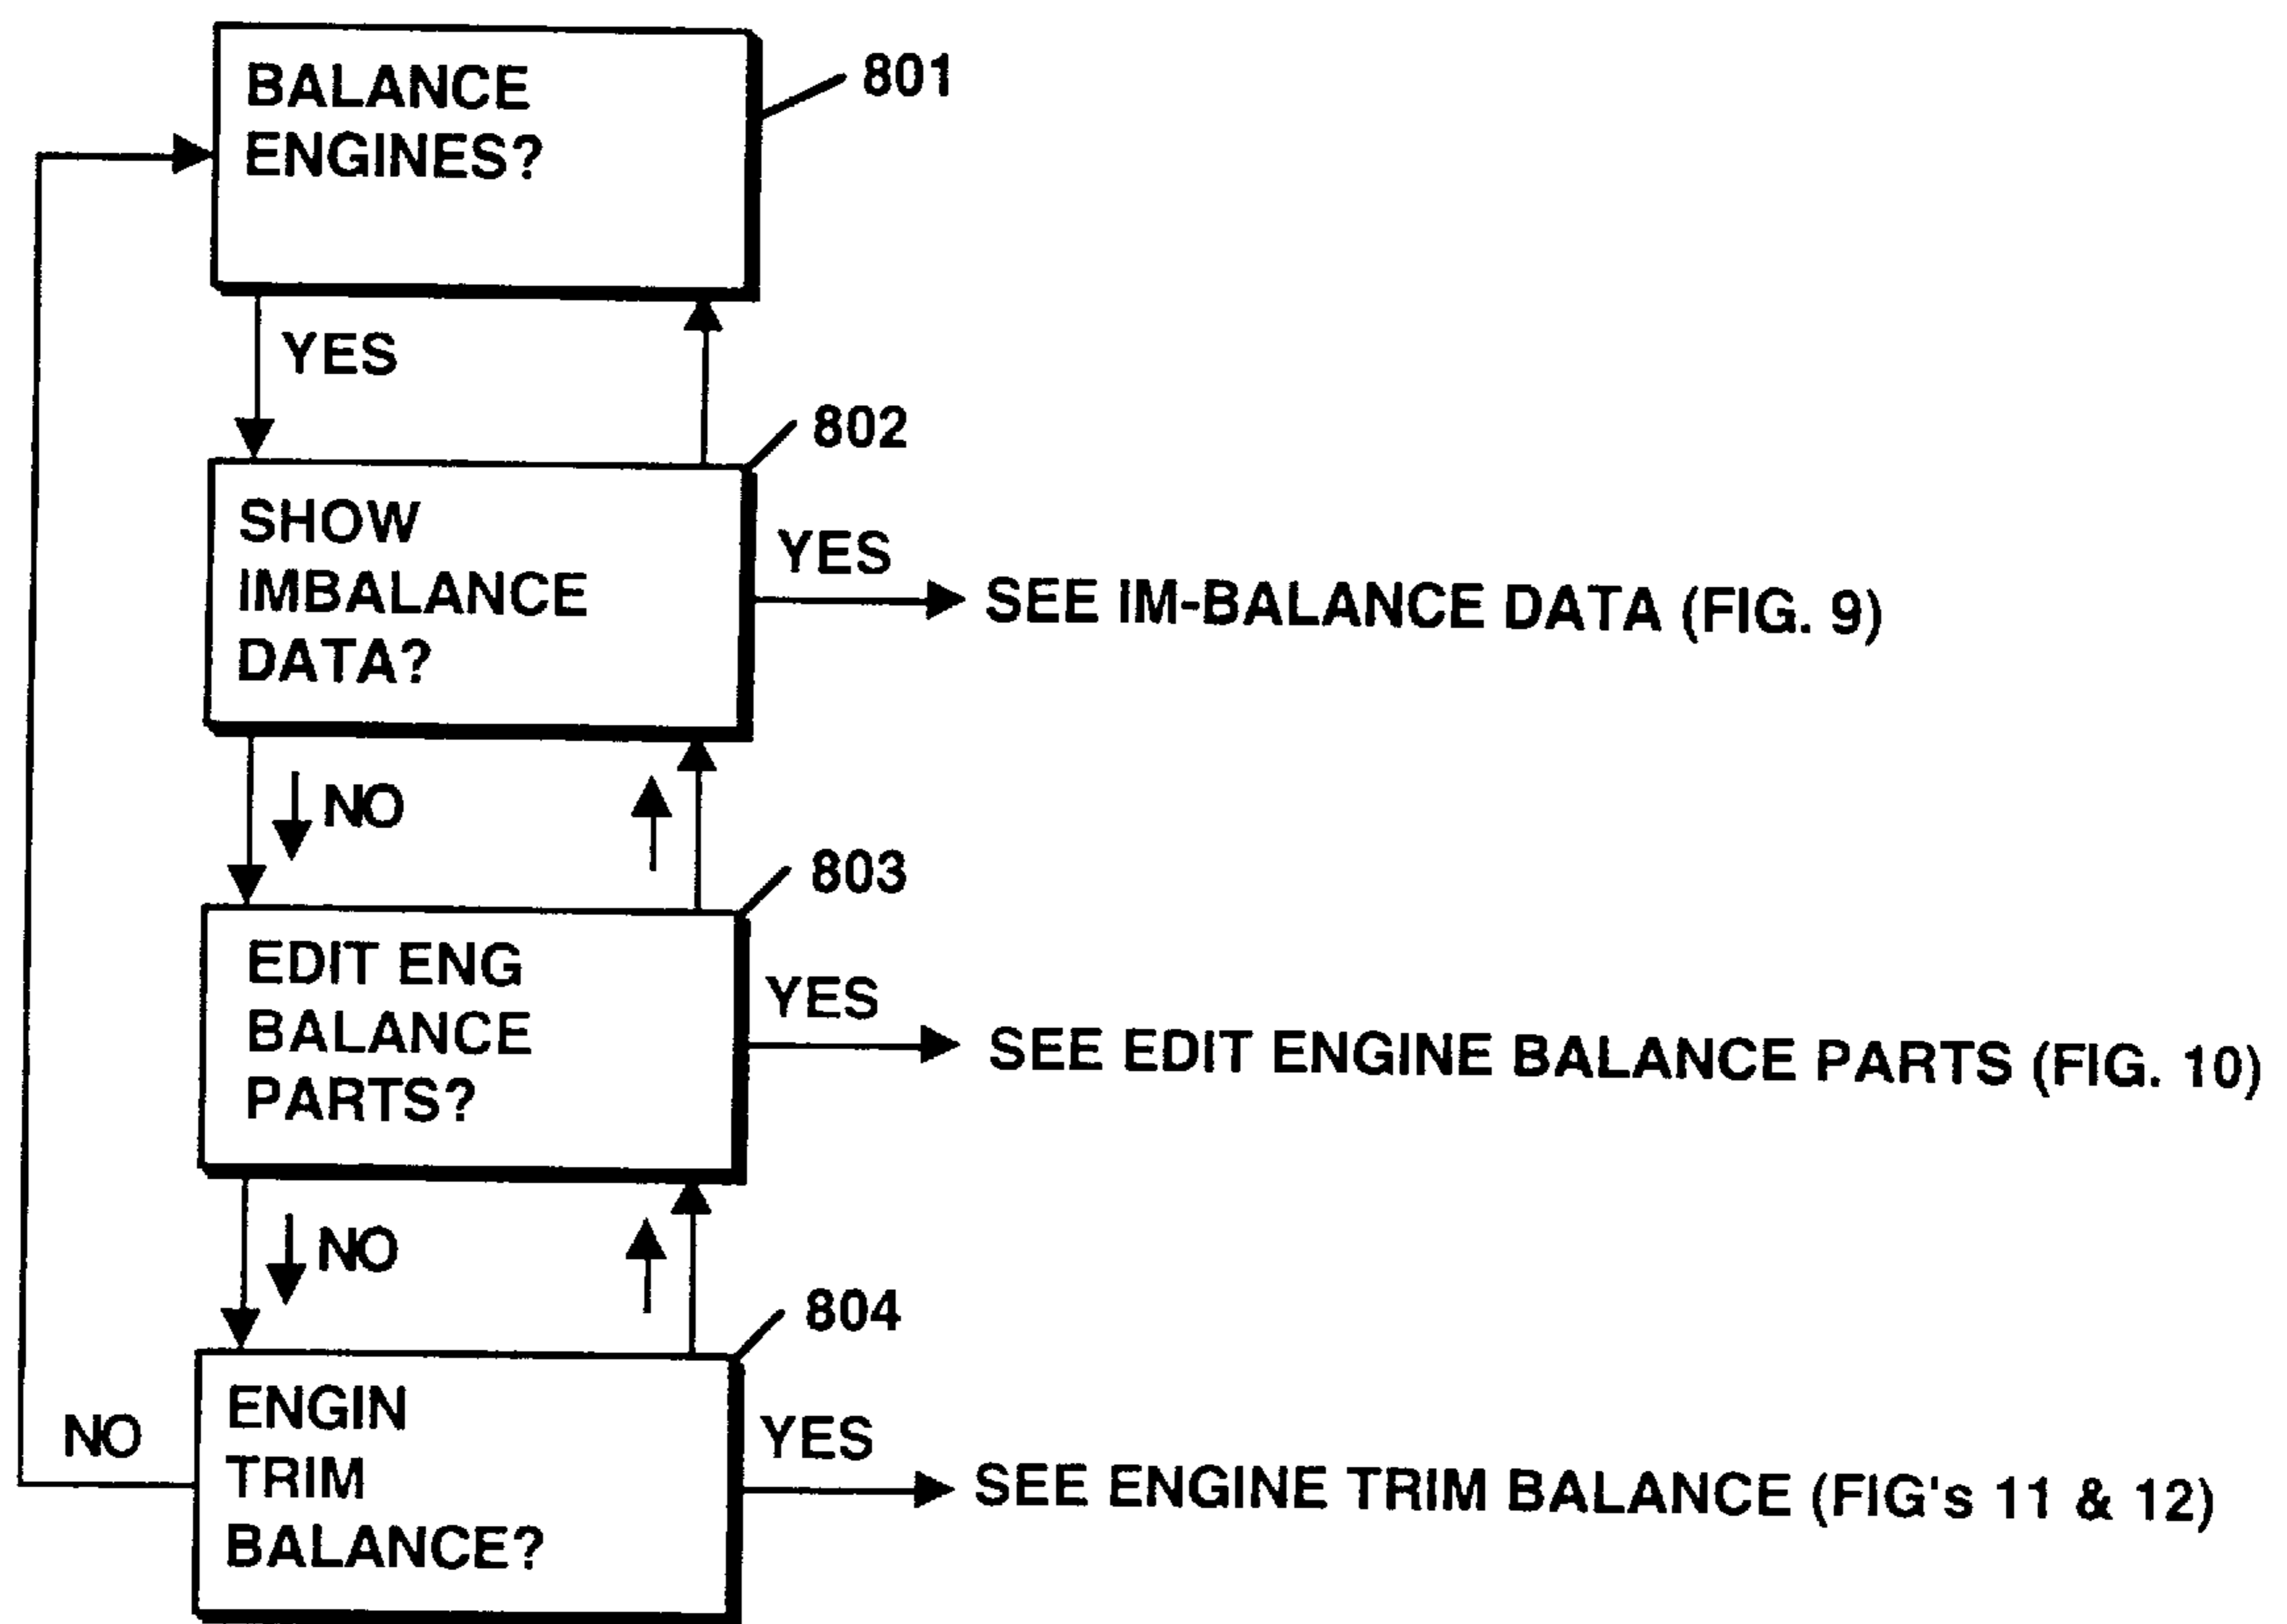 BALANCE
ENGINES?
801
YES
802
SHOW
IMBALANCE
DATA?
YES
SEE IM-BALANCE DATA (FIG. 9)
NO
803
EDIT ENG
BALANCE
PARTS?
YES
SEE EDIT ENGINE BALANCE PARTS (FIG. 10)
NO
804
ENGIN
TRIM
BALANCE?
NO
YES
SEE ENGINE TRIM BALANCE (FIG's 11 & 12)